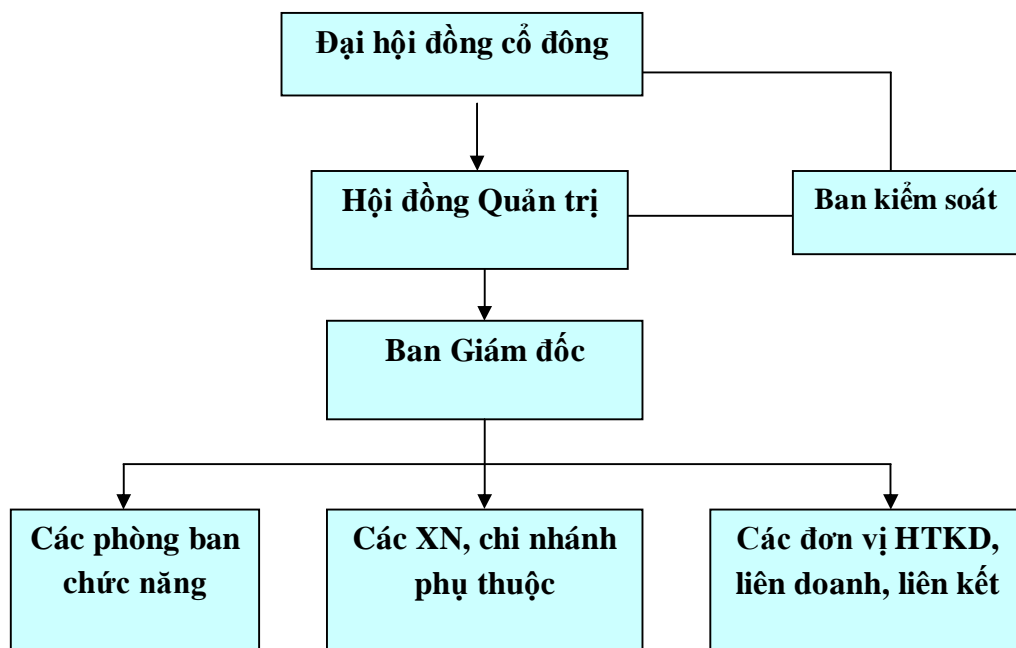 Đại hội đồng cổ đông
Hội đồng Quản trị
Ban kiểm soát
Ban Giám đốc
Các phòng ban
chức năng
Các XN, chi nhánh
phụ thuộc
Các đơn vị HTKD,
liên doanh, liên kết